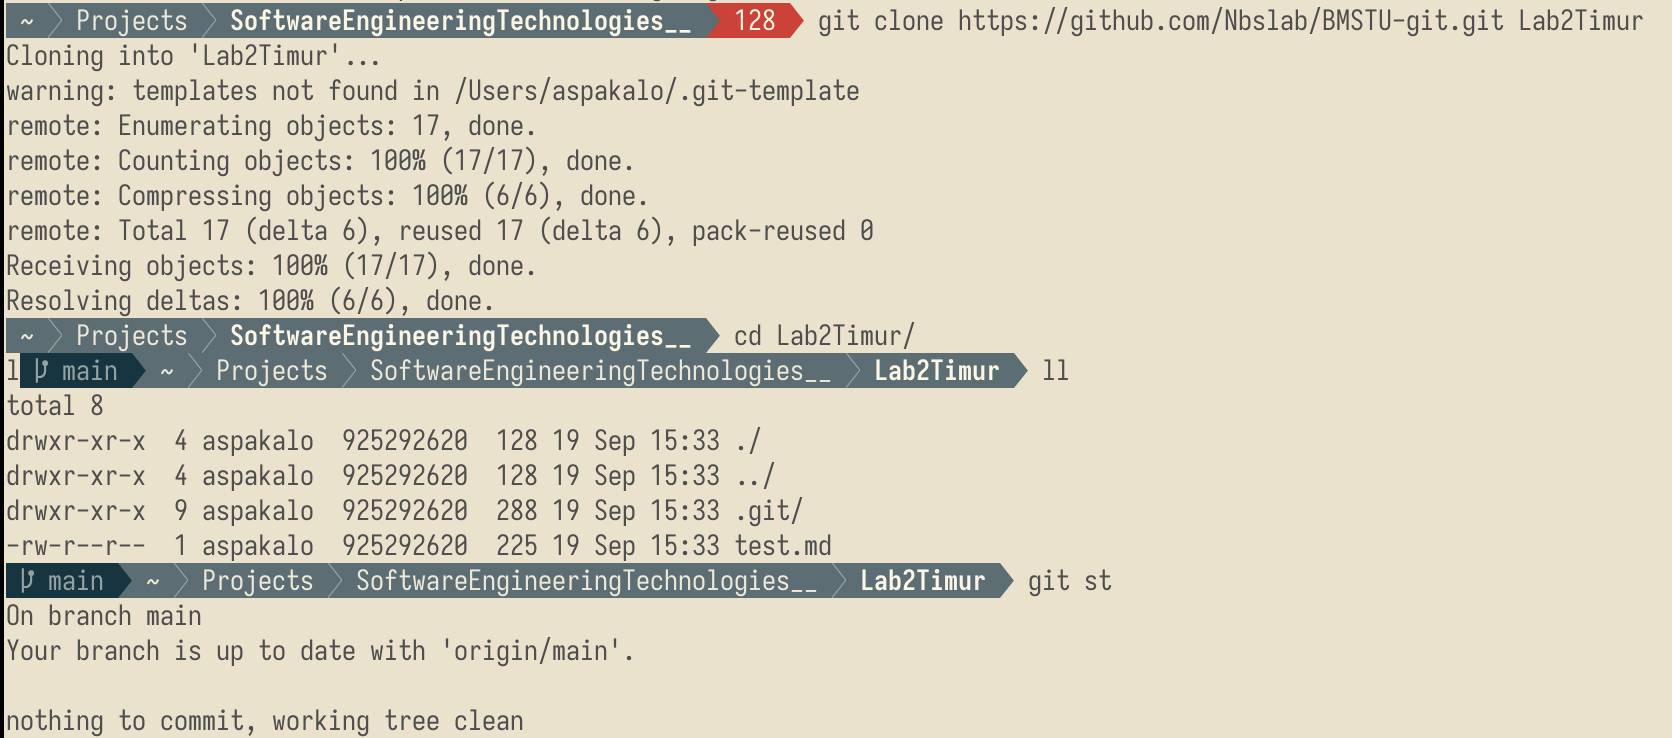 ~ Projects SoftwareEngineeringTechnologies__ 128 git clone https://github.com/Nbslab/BMSTU-git.git Lab2Timur
Cloning into 'Lab2Timur'...
warning: templates not found in /Users/aspakalo/.git-template
remote: Enumerating objects: 17, done.
remote: Counting objects: 100% (17/17), done.
remote: Compressing objects: 100% (6/6), done.
remote: Total 17 (delta 6), reused 17 (delta 6), pack-reused 0
Receiving objects: 100% (17/17), done.
Resolving deltas: 100% (6/6), done.
~ Projects SoftwareEngineeringTechnologies__ cd Lab2Timur/
l main ~ Projects SoftwareEngineeringTechnologies__ Lab2Timur ll
total 8
drwxr-xr-x  4 aspakalo  925292620  128 19 Sep 15:33 ./
drwxr-xr-x  4 aspakalo  925292620  128 19 Sep 15:33 ../
drwxr-xr-x  9 aspakalo  925292620  288 19 Sep 15:33 .git/
-rw-r--r--  1 aspakalo  925292620  225 19 Sep 15:33 test.md
main ~ Projects SoftwareEngineeringTechnologies__ Lab2Timur git st
On branch main
Your branch is up to date with 'origin/main'.
nothing to commit, working tree clean